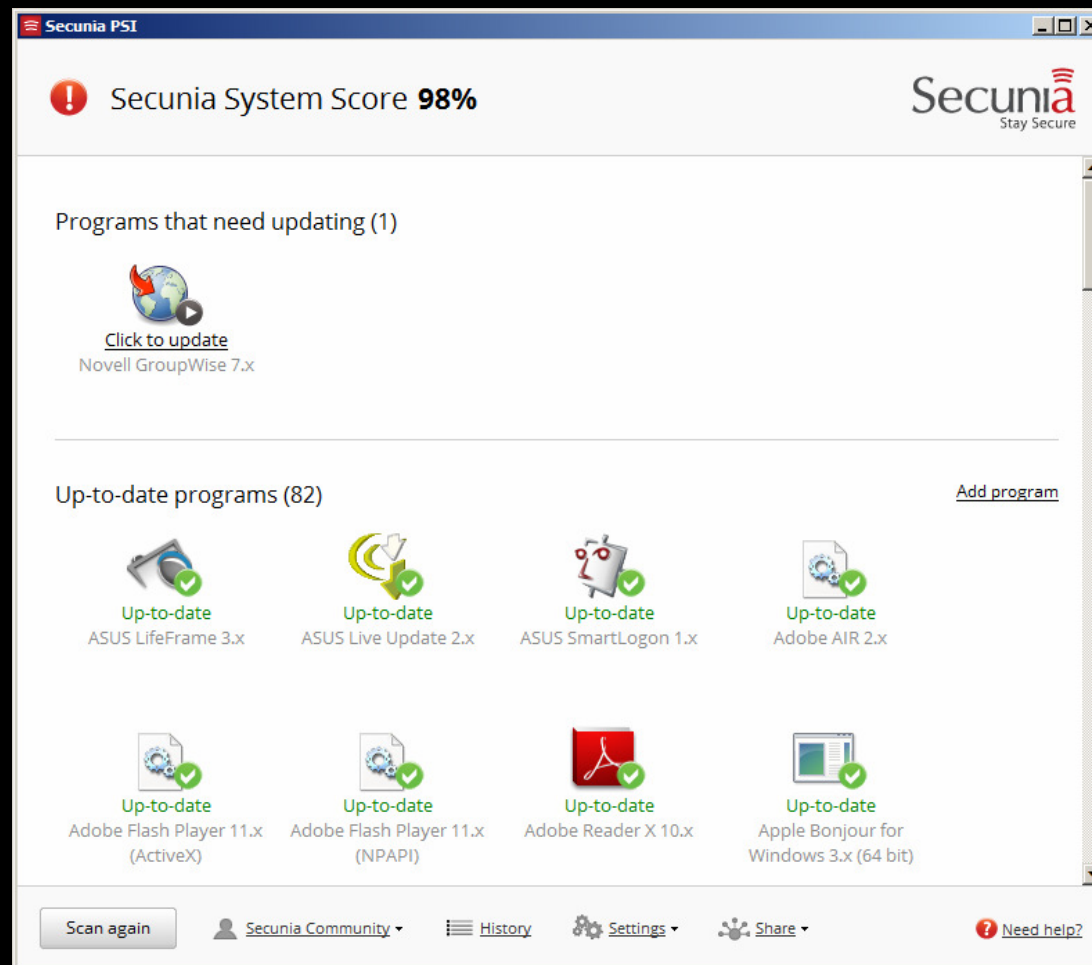 Secunia PSI
Secunia System Score 98%
Secunia
Stay Secure
Programs that need updating (1)
Click to update
Novell GroupWise 7.x
Up-to-date programs (82)
Add program
Up-to-date
ASUS LifeFrame 3.x
Up-to-date
ASUS Live Update 2.x
Up-to-date
ASUS SmartLogon 1.x
Up-to-date
Adobe AIR 2.x
Up-to-date
Adobe Flash Player 11.x
(ActiveX)
Up-to-date
Adobe Flash Player 11.x
(NPAPI)
Up-to-date
Adobe Reader X 10.x
Up-to-date
Apple Bonjour for
Windows 3.x (64 bit)
Scan again
Secunia Community
History
Settings
Share
Need help?